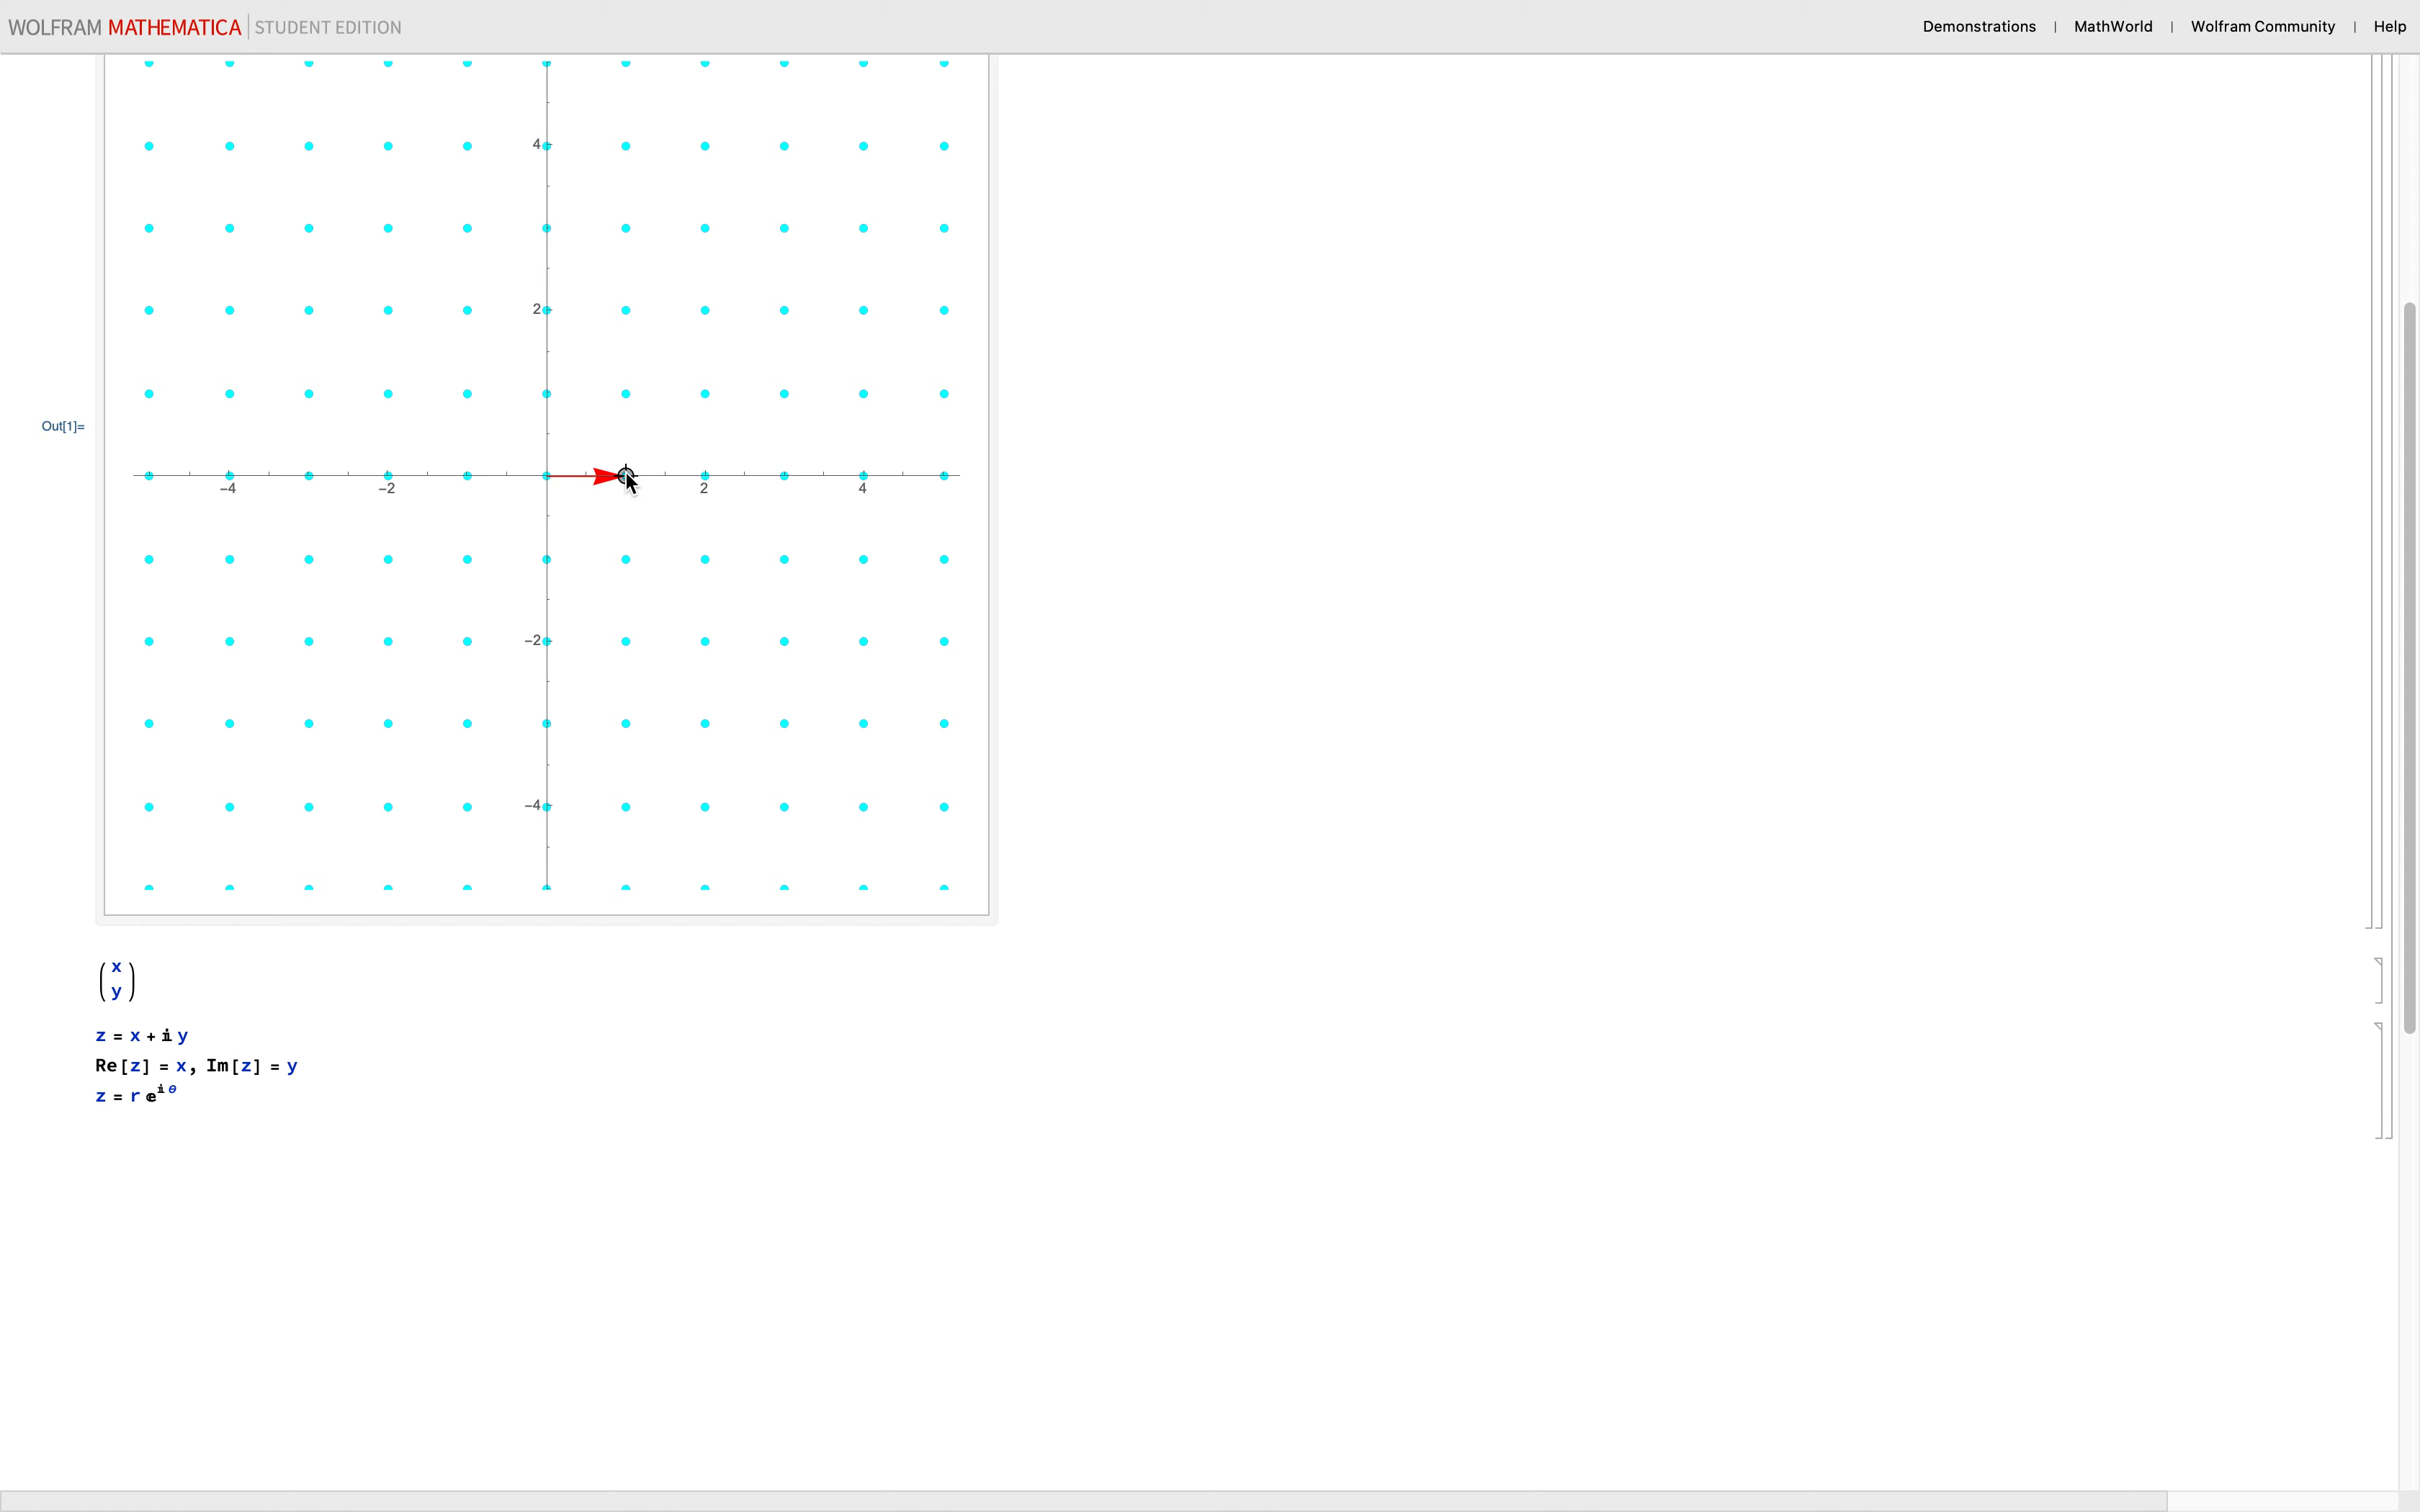 WOLFRAM MATHEMATICA STUDENT EDITION
Demonstrations | MathWorld | Wolfram Community | Help
4
2
Out[1]=
-4 -2 2 4
-2
-4
(x
y)
z = x + ⅈ y
Re[z] = x, Im[z] = y
z = r ⅇ^(ⅈ θ)